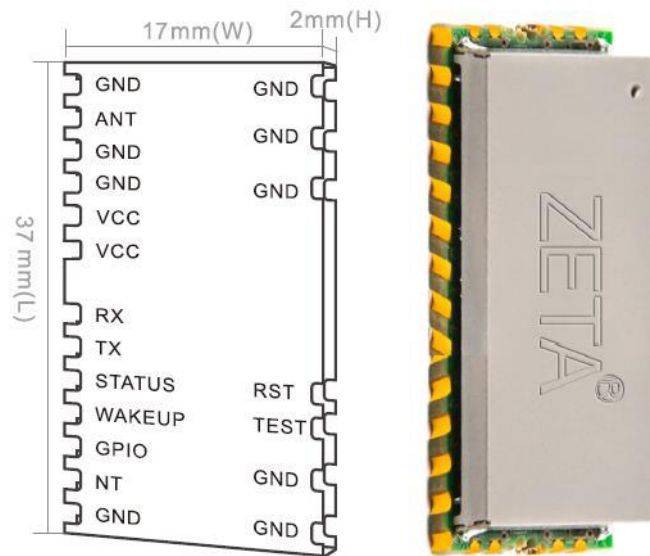 17mm(W)
2mm(H)
37 mm(L)
GND
ANT
GND
GND
VCC
VCC
RX
TX
STATUS
WAKEUP
GPIO
NT
GND
GND
GND
GND
RST
TEST
GND
GND
ZETA®